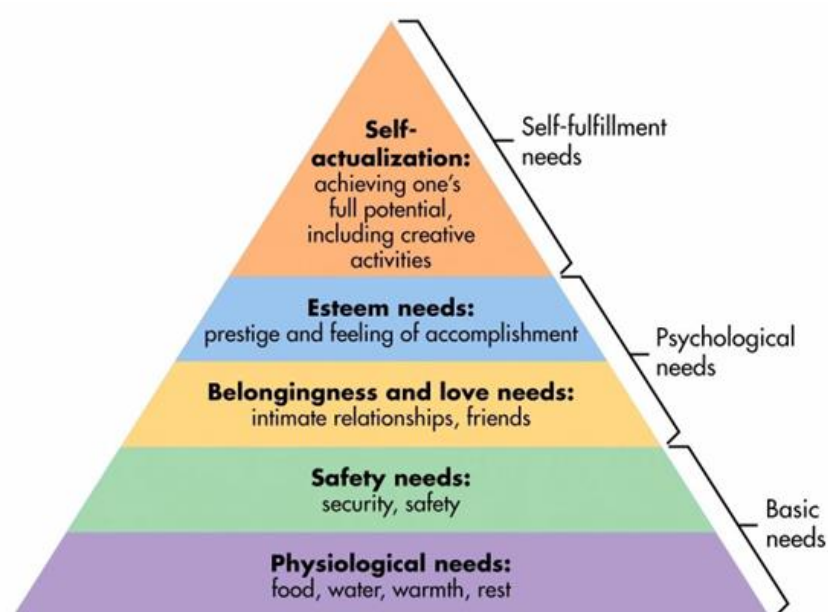 Self-
actualization:
achieving one's
full potential,
including creative
activities
Self-fulfillment
needs
Esteem needs:
prestige and feeling of accomplishment
Psychological
needs
Belongingness and love needs:
intimate relationships, friends
Safety needs:
security, safety
Basic
needs
Physiological needs:
food, water, warmth, rest